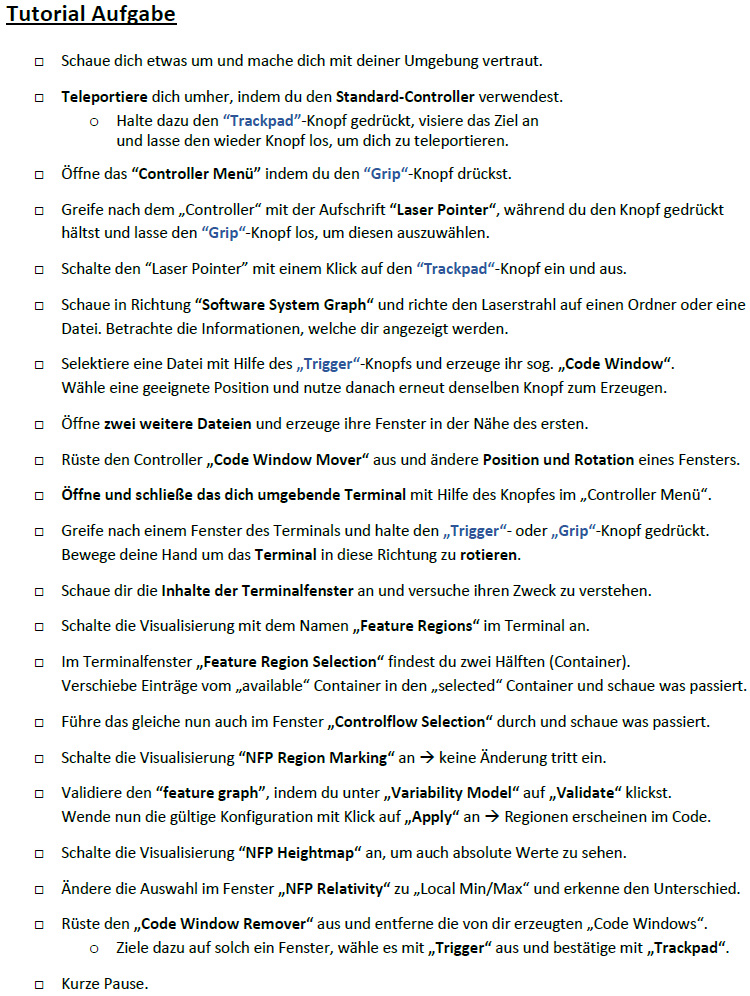 Tutorial Aufgabe
□ Schaue dich etwas um und mache dich mit deiner Umgebung vertraut.
□ Teleportiere dich umher, indem du den Standard-Controller verwendest.
○ Halte dazu den “Trackpad”-Knopf gedrückt, visiere das Ziel an
und lasse den wieder Knopf los, um dich zu teleportieren.
□ Öffne das “Controller Menü” indem du den “Grip“-Knopf drückst.
□ Greife nach dem „Controller“ mit der Aufschrift “Laser Pointer“, während du den Knopf gedrückt
hältst und lasse den “Grip“-Knopf los, um diesen auszuwählen.
□ Schalte den “Laser Pointer” mit einem Klick auf den “Trackpad“-Knopf ein und aus.
□ Schaue in Richtung “Software System Graph“ und richte den Laserstrahl auf einen Ordner oder eine
Datei. Betrachte die Informationen, welche dir angezeigt werden.
□ Selektiere eine Datei mit Hilfe des „Trigger“-Knopfs und erzeuge ihr sog. „Code Window“.
Wähle eine geeignete Position und nutze danach erneut denselben Knopf zum Erzeugen.
□ Öffne zwei weitere Dateien und erzeuge ihre Fenster in der Nähe des ersten.
□ Rüste den Controller „Code Window Mover“ aus und ändere Position und Rotation eines Fensters.
□ Öffne und schließe das dich umgebende Terminal mit Hilfe des Knopfes im „Controller Menü“.
□ Greife nach einem Fenster des Terminals und halte den „Trigger“- oder „Grip“-Knopf gedrückt.
Bewege deine Hand um das Terminal in diese Richtung zu rotieren.
□ Schaue dir die Inhalte der Terminalfenster an und versuche ihren Zweck zu verstehen.
□ Schalte die Visualisierung mit dem Namen „Feature Regions“ im Terminal an.
□ Im Terminalfenster „Feature Region Selection“ findest du zwei Hälften (Container).
Verschiebe Einträge vom „available“ Container in den „selected“ Container und schaue was passiert.
□ Führe das gleiche nun auch im Fenster „Controlflow Selection“ durch und schaue was passiert.
□ Schalte die Visualisierung “NFP Region Marking“ an → keine Änderung tritt ein.
□ Validiere den “feature graph”, indem du unter „Variability Model“ auf „Validate“ klickst.
Wende nun die gültige Konfiguration mit Klick auf „Apply“ an → Regionen erscheinen im Code.
□ Schalte die Visualisierung “NFP Heightmap“ an, um auch absolute Werte zu sehen.
□ Ändere die Auswahl im Fenster „NFP Relativity“ zu „Local Min/Max“ und erkenne den Unterschied.
□ Rüste den „Code Window Remover“ aus und entferne die von dir erzeugten „Code Windows“.
○ Ziele dazu auf solch ein Fenster, wähle es mit „Trigger“ aus und bestätige mit „Trackpad“.
□ Kurze Pause.